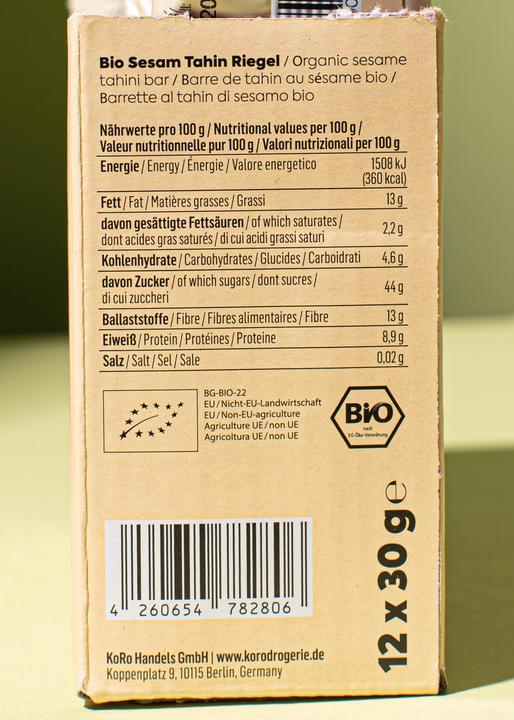 20
Bio Sesam Tahin Riegel / Organic sesame
tahini bar / Barre de tahin au sésame bio /
Barrette al tahin di sesamo bio
Nährwerte pro 100 g / Nutritional values per 100 g /
Valeur nutritionnelle pur 100 g / Valori nutrizionali per 100 g
Energie / Energy / Énergie / Valore energetico 1508 kJ
(360 kcal)
Fett / Fat / Matières grasses / Grassi 13 g
davon gesättigte Fettsäuren / of which saturates /
dont acides gras saturés / di cui acidi grassi saturi 2,2 g
Kohlenhydrate / Carbohydrates / Glucides / Carboidrati 4,6 g
davon Zucker / of which sugars / dont sucres /
di cui zuccheri 44 g
Ballaststoffe / Fibre / Fibres alimentaires / Fibre 13 g
Eiweiß / Protein / Protéines / Proteine 8,9 g
Salz / Salt / Sel / Sale 0,02 g
BG-BIO-22
EU / Nicht-EU-Landwirtschaft
EU / Non-EU-agriculture
Agriculture UE / non UE
Agricoltura UE / non UE
Bio
nach
EG-Öko-Verordnung
12 x 30 g e
4 260654 782806
KoRo Handels GmbH | www.korodrogerie.de
Koppenplatz 9, 10115 Berlin, Germany